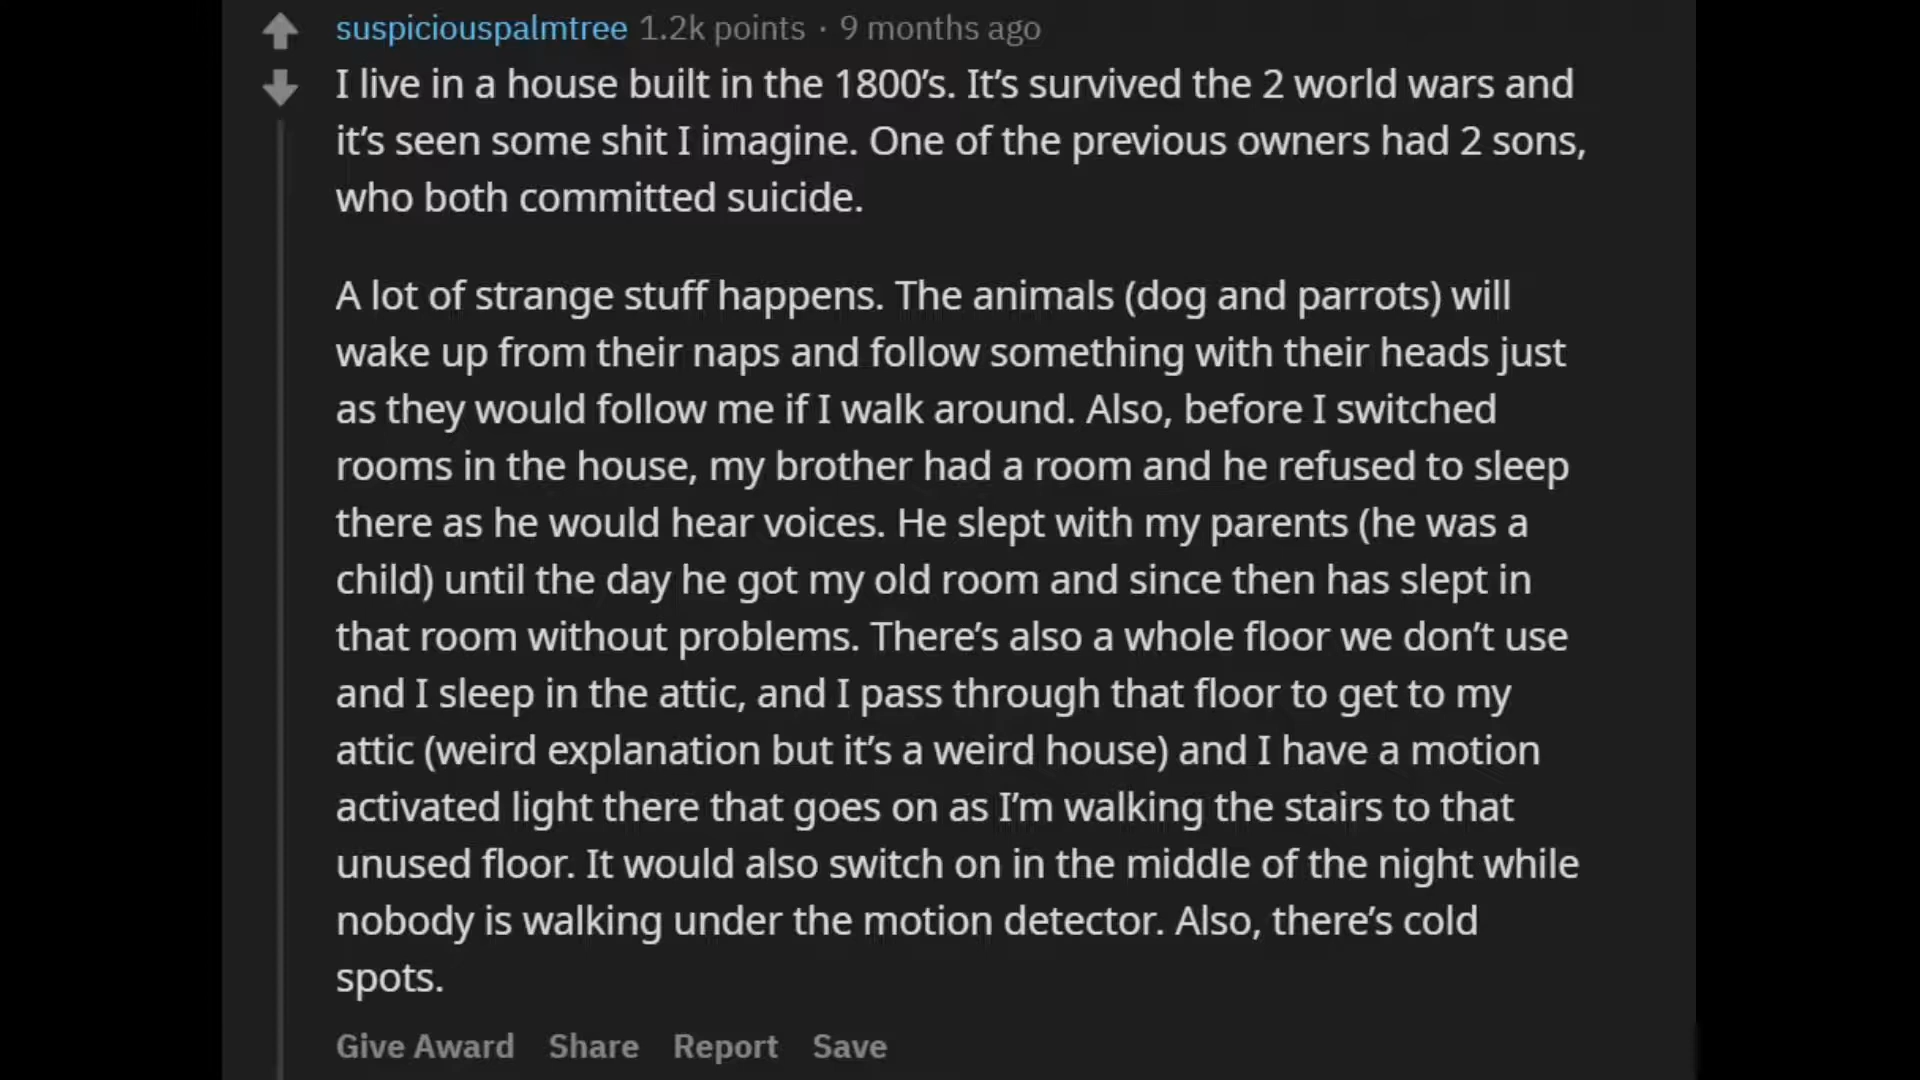 suspiciouspalmtree 1.2k points · 9 months ago
I live in a house built in the 1800’s. It’s survived the 2 world wars and
it’s seen some shit I imagine. One of the previous owners had 2 sons,
who both committed suicide.
A lot of strange stuff happens. The animals (dog and parrots) will
wake up from their naps and follow something with their heads just
as they would follow me if I walk around. Also, before I switched
rooms in the house, my brother had a room and he refused to sleep
there as he would hear voices. He slept with my parents (he was a
child) until the day he got my old room and since then has slept in
that room without problems. There’s also a whole floor we don’t use
and I sleep in the attic, and I pass through that floor to get to my
attic (weird explanation but it’s a weird house) and I have a motion
activated light there that goes on as I’m walking the stairs to that
unused floor. It would also switch on in the middle of the night while
nobody is walking under the motion detector. Also, there’s cold
spots.
Give Award Share Report Save